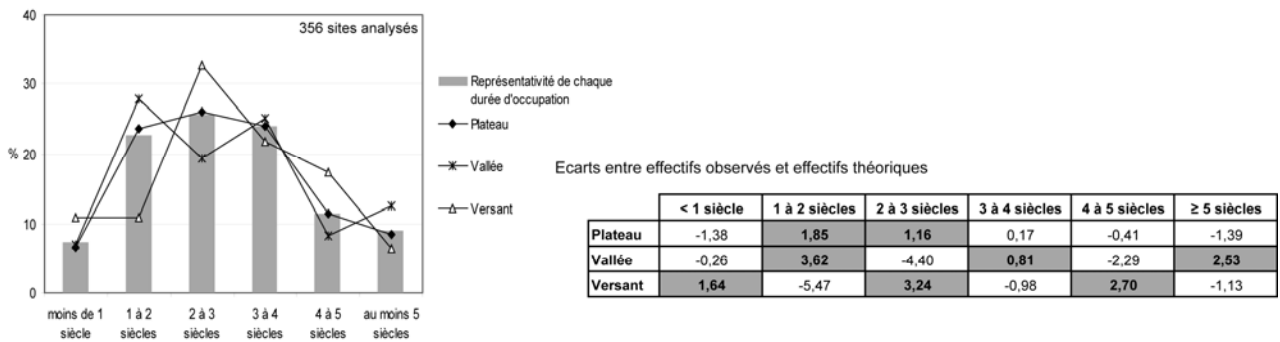 40
356 sites analysés
30
%
20
10
0
moins de 1 siècle
1 à 2 siècles
2 à 3 siècles
3 à 4 siècles
4 à 5 siècles
au moins 5 siècles
Représentativité de chaque
durée d'occupation
Plateau
Vallée
Versant
Ecarts entre effectifs observés et effectifs théoriques
< 1 siècle 1 à 2 siècles 2 à 3 siècles 3 à 4 siècles 4 à 5 siècles ≥ 5 siècles
Plateau -1,38 1,85 1,16 0,17 -0,41 -1,39
Vallée -0,26 3,62 -4,40 0,81 -2,29 2,53
Versant 1,64 -5,47 3,24 -0,98 2,70 -1,13